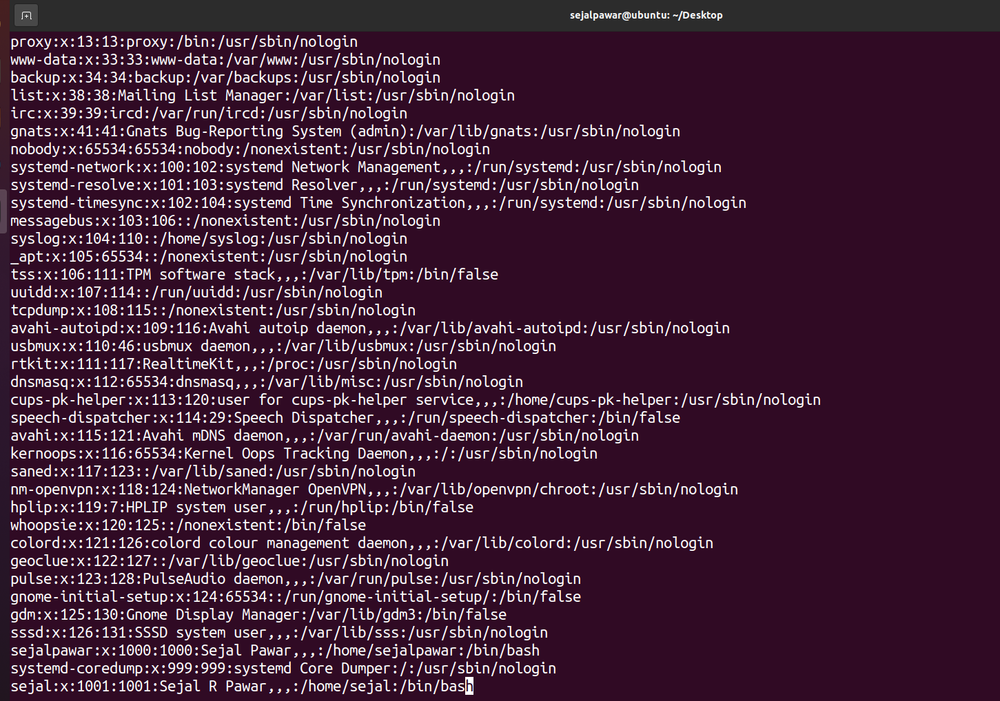 sejalpawar@ubuntu: ~/Desktop
proxy:x:13:13:proxy:/bin:/usr/sbin/nologin
www-data:x:33:33:www-data:/var/www:/usr/sbin/nologin
backup:x:34:34:backup:/var/backups:/usr/sbin/nologin
list:x:38:38:Mailing List Manager:/var/list:/usr/sbin/nologin
irc:x:39:39:ircd:/var/run/ircd:/usr/sbin/nologin
gnats:x:41:41:Gnats Bug-Reporting System (admin):/var/lib/gnats:/usr/sbin/nologin
nobody:x:65534:65534:nobody:/nonexistent:/usr/sbin/nologin
systemd-network:x:100:102:systemd Network Management,,,:/run/systemd:/usr/sbin/nologin
systemd-resolve:x:101:103:systemd Resolver,,,:/run/systemd:/usr/sbin/nologin
systemd-timesync:x:102:104:systemd Time Synchronization,,,:/run/systemd:/usr/sbin/nologin
messagebus:x:103:106::/nonexistent:/usr/sbin/nologin
syslog:x:104:110::/home/syslog:/usr/sbin/nologin
_apt:x:105:65534::/nonexistent:/usr/sbin/nologin
tss:x:106:111:TPM software stack,,,:/var/lib/tpm:/bin/false
uuidd:x:107:114::/run/uuidd:/usr/sbin/nologin
tcpdump:x:108:115::/nonexistent:/usr/sbin/nologin
avahi-autoipd:x:109:116:Avahi autoip daemon,,,:/var/lib/avahi-autoipd:/usr/sbin/nologin
usbmux:x:110:46:usbmux daemon,,,:/var/lib/usbmux:/usr/sbin/nologin
rtkit:x:111:117:RealtimeKit,,,:/proc:/usr/sbin/nologin
dnsmasq:x:112:65534:dnsmasq,,,:/var/lib/misc:/usr/sbin/nologin
cups-pk-helper:x:113:120:user for cups-pk-helper service,,,:/home/cups-pk-helper:/usr/sbin/nologin
speech-dispatcher:x:114:29:Speech Dispatcher,,,:/run/speech-dispatcher:/bin/false
avahi:x:115:121:Avahi mDNS daemon,,,:/var/run/avahi-daemon:/usr/sbin/nologin
kernoops:x:116:65534:Kernel Oops Tracking Daemon,,,:/:/usr/sbin/nologin
saned:x:117:123::/var/lib/saned:/usr/sbin/nologin
nm-openvpn:x:118:124:NetworkManager OpenVPN,,,:/var/lib/openvpn/chroot:/usr/sbin/nologin
hplip:x:119:7:HPLIP system user,,,:/run/hplip:/bin/false
whoopsie:x:120:125::/nonexistent:/bin/false
colord:x:121:126:colord colour management daemon,,,:/var/lib/colord:/usr/sbin/nologin
geoclue:x:122:127::/var/lib/geoclue:/usr/sbin/nologin
pulse:x:123:128:PulseAudio daemon,,,:/var/run/pulse:/usr/sbin/nologin
gnome-initial-setup:x:124:65534::/run/gnome-initial-setup/:/bin/false
gdm:x:125:130:Gnome Display Manager:/var/lib/gdm3:/bin/false
sssd:x:126:131:SSSD system user,,,:/var/lib/sss:/usr/sbin/nologin
sejalpawar:x:1000:1000:Sejal Pawar,,,:/home/sejalpawar:/bin/bash
systemd-coredump:x:999:999:systemd Core Dumper:/:/usr/sbin/nologin
sejal:x:1001:1001:Sejal R Pawar,,,:/home/sejal:/bin/bash